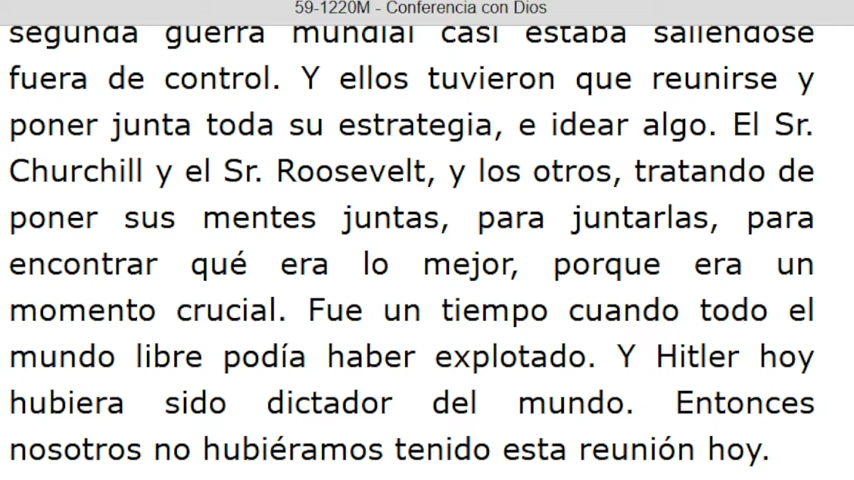 59-1220M - Conferencia con Dios
segunda guerra mundial casi estaba saliéndose
fuera de control. Y ellos tuvieron que reunirse y
poner junta toda su estrategia, e idear algo. El Sr.
Churchill y el Sr. Roosevelt, y los otros, tratando de
poner sus mentes juntas, para juntarlas, para
encontrar qué era lo mejor, porque era un
momento crucial. Fue un tiempo cuando todo el
mundo libre podía haber explotado. Y Hitler hoy
hubiera sido dictador del mundo. Entonces
nosotros no hubiéramos tenido esta reunión hoy.